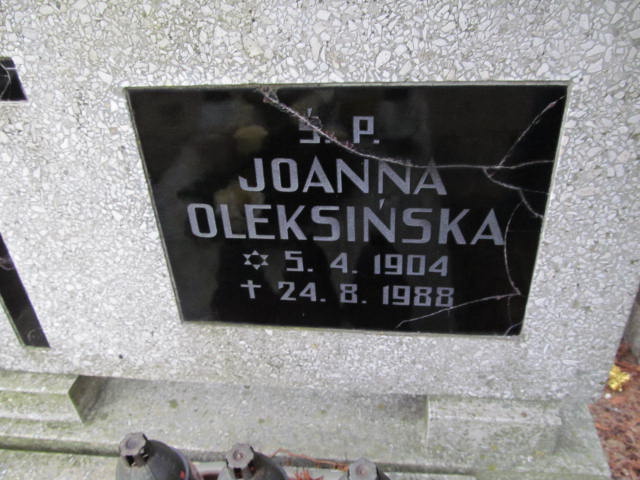 Ś. P.
JOANNA
OLEKSIŃSKA
✡ 5. 4. 1904
† 24. 8. 1988